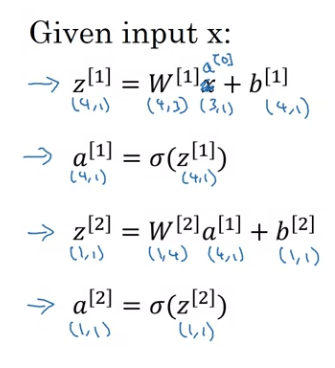 Given input x:
a^[0]
→ z^[1] = W^[1]x + b^[1]
(4,1) (4,3) (3,1) (4,1)
→ a^[1] = σ(z^[1])
(4,1) (4,1)
→ z^[2] = W^[2]a^[1] + b^[2]
(1,1) (1,4) (4,1) (1,1)
→ a^[2] = σ(z^[2])
(1,1) (1,1)